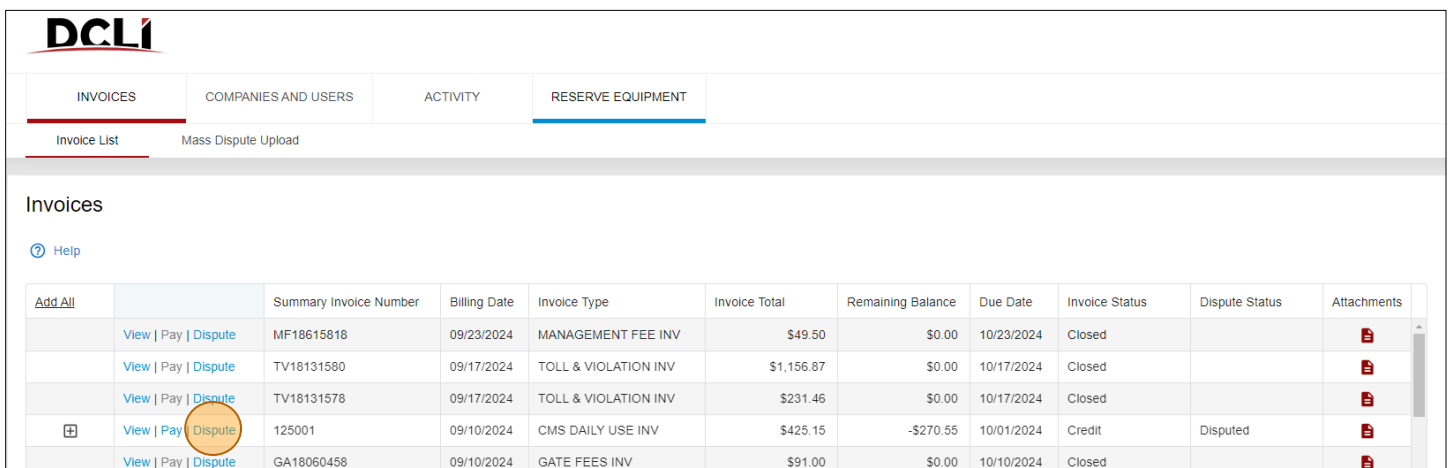 DCLI
INVOICES COMPANIES AND USERS ACTIVITY RESERVE EQUIPMENT
Invoice List Mass Dispute Upload
Invoices
? Help
Add All Summary Invoice Number Billing Date Invoice Type Invoice Total Remaining Balance Due Date Invoice Status Dispute Status Attachments
View | Pay | Dispute MF18615818 09/23/2024 MANAGEMENT FEE INV $49.50 $0.00 10/23/2024 Closed
View | Pay | Dispute TV18131580 09/17/2024 TOLL & VIOLATION INV $1,156.87 $0.00 10/17/2024 Closed
View | Pay | Dispute TV18131578 09/17/2024 TOLL & VIOLATION INV $231.46 $0.00 10/17/2024 Closed
View | Pay | Dispute 125001 09/10/2024 CMS DAILY USE INV $425.15 -$270.55 10/01/2024 Credit Disputed
View | Pay | Dispute GA18060458 09/10/2024 GATE FEES INV $91.00 $0.00 10/10/2024 Closed